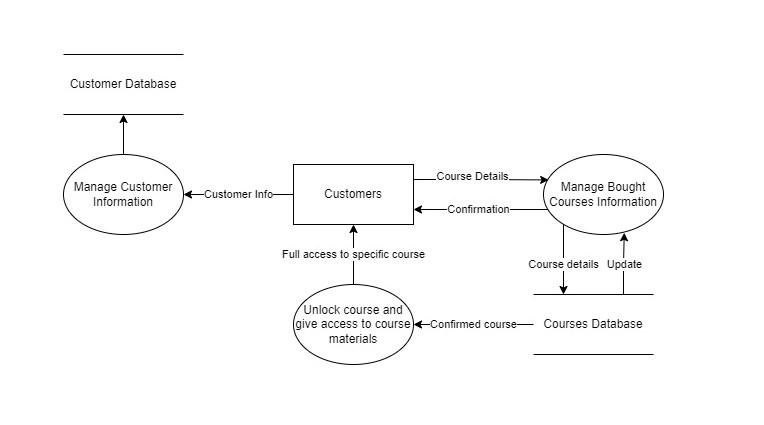 Customer Database
Manage Customer
Information
Customer Info
Customers
Course Details
Confirmation
Manage Bought
Courses Information
Full access to specific course
Course details
Update
Unlock course and
give access to course
materials
Confirmed course
Courses Database